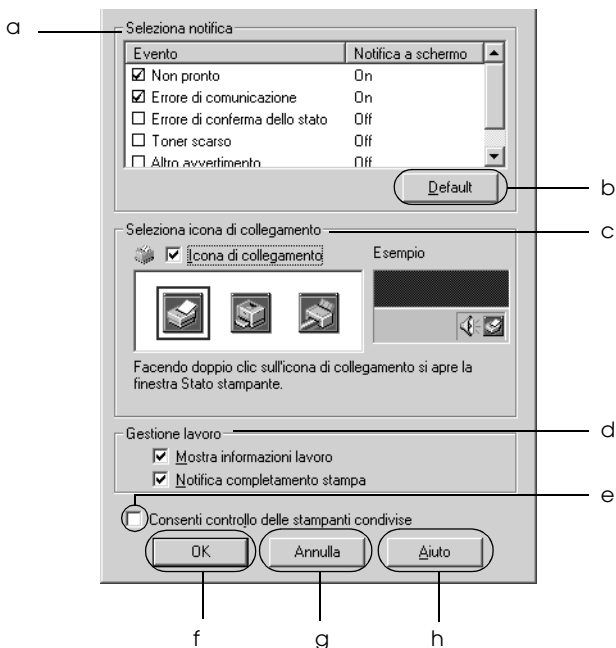 a
Seleziona notifica
Evento Notifica a schermo
Non pronto On
Errore di comunicazione On
Errore di conferma dello stato Off
Toner scarso Off
Altro avvertimento Off
Default
b
Seleziona icona di collegamento
c
Icona di collegamento
Esempio
Facendo doppio clic sull'icona di collegamento si apre la
finestra Stato stampante.
Gestione lavoro
d
Mostra informazioni lavoro
Notifica completamento stampa
e
Consenti controllo delle stampanti condivise
OK Annulla Aiuto
f g h